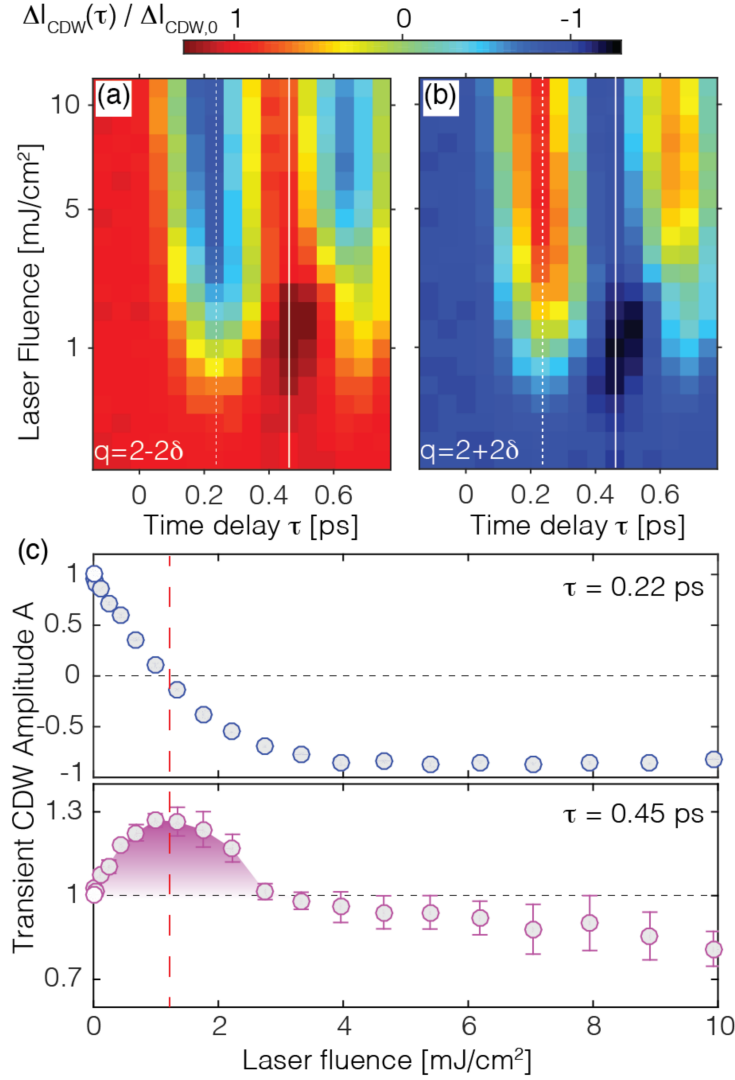 ΔI_CDW(τ) / ΔI_CDW,0
1 0 -1
(a) (b)
10 5 1
Laser Fluence [mJ/cm²]
q=2-2δ q=2+2δ
0 0.2 0.4 0.6 0 0.2 0.4 0.6
Time delay τ [ps] Time delay τ [ps]
(c)
Transient CDW Amplitude A
τ = 0.22 ps
1
0.5
0
-0.5
-1
τ = 0.45 ps
1.3
1
0.7
0 2 4 6 8 10
Laser fluence [mJ/cm²]